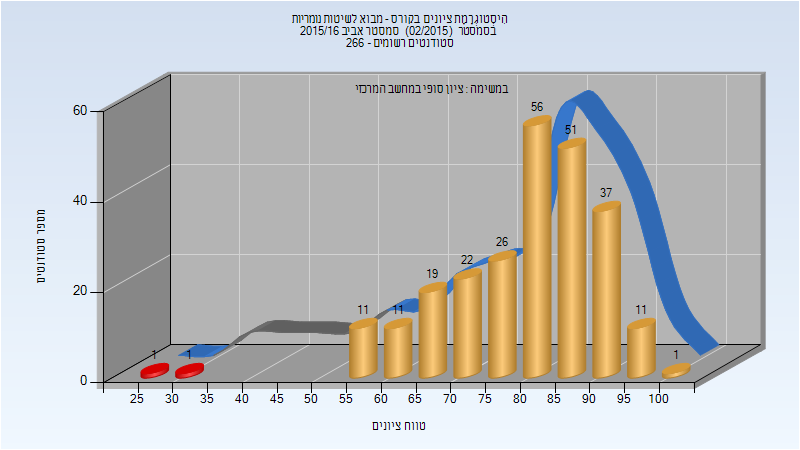 היסטוגרמת ציונים בקורס - מבוא לשיטות נומריות
בסמסטר (02/2015) סמסטר אביב 2015/16
סטודנטים רשומים - 266
במשימה : ציון סופי במחשב המרכזי
60
40
20
0
מספר סטודנטים
1
1
11
11
19
22
26
56
51
37
11
1
25 30 35 40 45 50 55 60 65 70 75 80 85 90 95 100
טווח ציונים